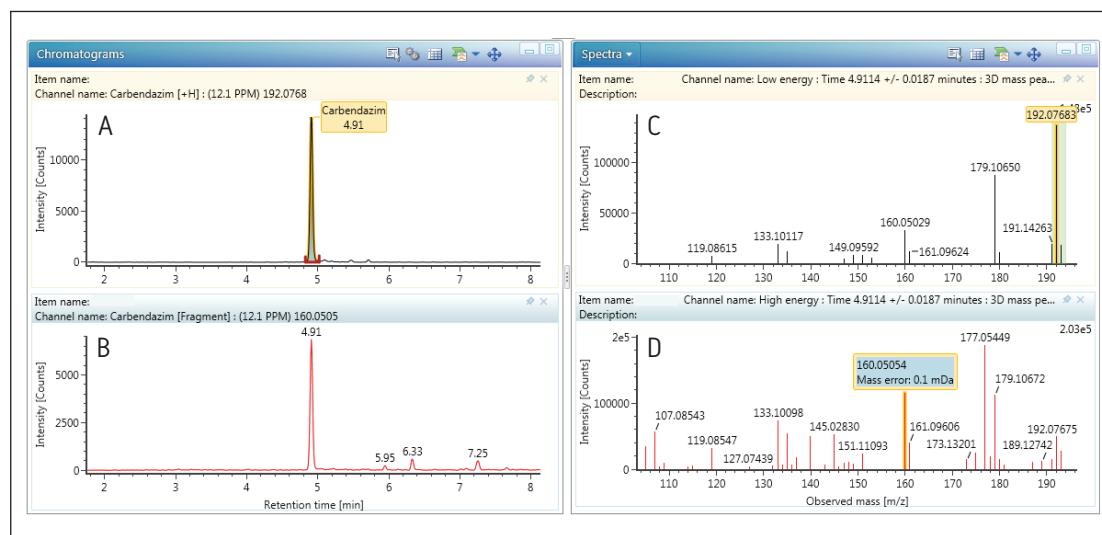 Chromatograms
Item name:
Channel name: Carbendazim [+H] : (12.1 PPM) 192.0768
A
Carbendazim
4.91
Intensity [Counts]
10000
5000
0
2
3
4
5
6
7
8
Item name:
Channel name: Carbendazim [Fragment] : (12.1 PPM) 160.0505
B
4.91
Intensity [Counts]
5000
2500
0
5.95
6.33
7.25
2
3
4
5
6
7
8
Retention time [min]
Spectra
Item name:
Channel name: Low energy : Time 4.9114 +/- 0.0187 minutes : 3D mass pea...
Description:
C
192.07683
Intensity [Counts]
100000
50000
0
119.08615
133.10117
149.09592
160.05029
161.09624
179.10650
191.14263
110
120
130
140
150
160
170
180
190
Item name:
Channel name: High energy : Time 4.9114 +/- 0.0187 minutes : 3D mass pe...
Description:
D
2.03e5
Intensity [Counts]
2e5
100000
0
160.05054
Mass error: 0.1 mDa
107.08543
119.08547
127.07439
133.10098
145.02830
151.11093
161.09606
173.13201
177.05449
179.10672
189.12742
192.07675
110
120
130
140
150
160
170
180
190
Observed mass [m/z]